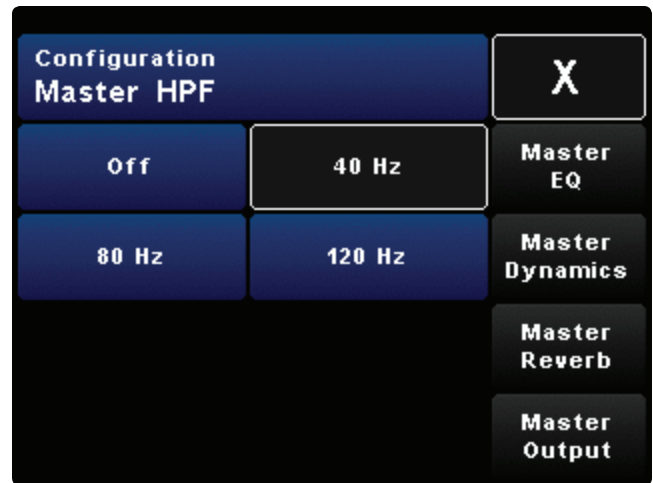 Configuration
Master HPF
X
Off
40 Hz
Master
EQ
80 Hz
120 Hz
Master
Dynamics
Master
Reverb
Master
Output